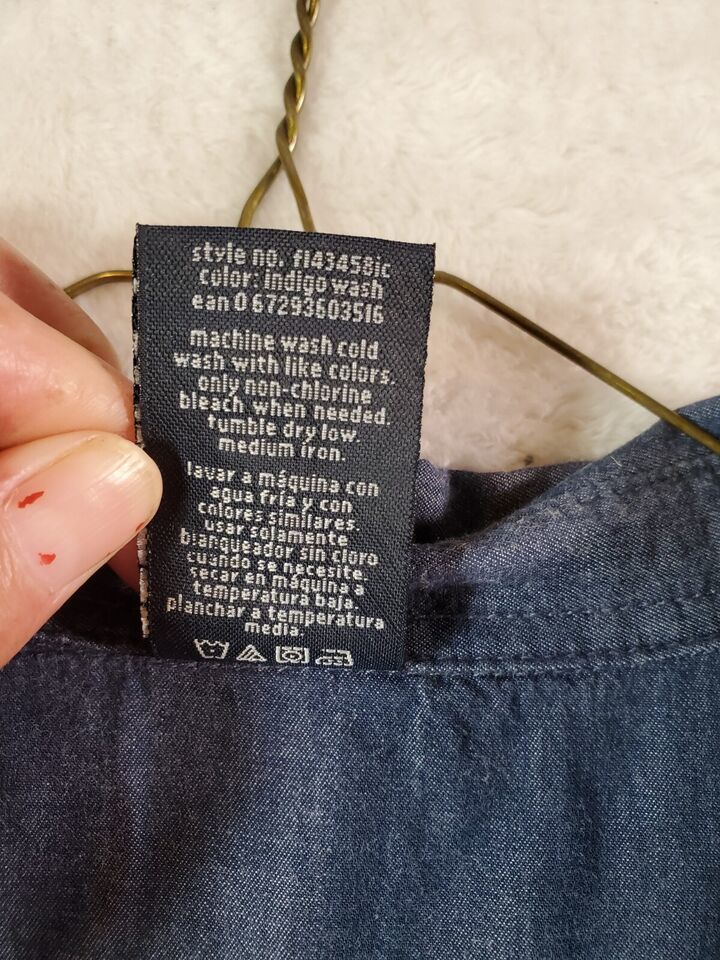 style no. f143458jc
color: indigo wash
ean 0 67293603516
machine wash cold
wash with like colors.
only non-chlorine
bleach, when needed.
tumble dry low
medium iron.
lavar a máquina con
agua fría y con
colores similares.
usar solamente
blanqueador sin cloro
cuando se necesite.
secar en máquina a
temperatura baja.
planchar a temperatura
media.